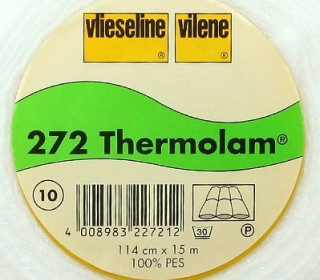 vlieseline® vilene®
272 Thermolam®
10
30 P
4 008983 227212
114 cm x 15 m
100% PES